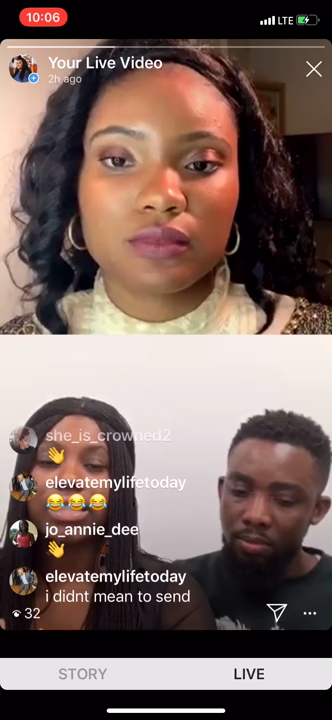 10:06
LTE
Your Live Video
2h ago
she_is_crowned2
👋
elevatemylifetoday
😂😂😂
jo_annie_dee
👋
elevatemylifetoday
i didnt mean to send
32
STORY
LIVE